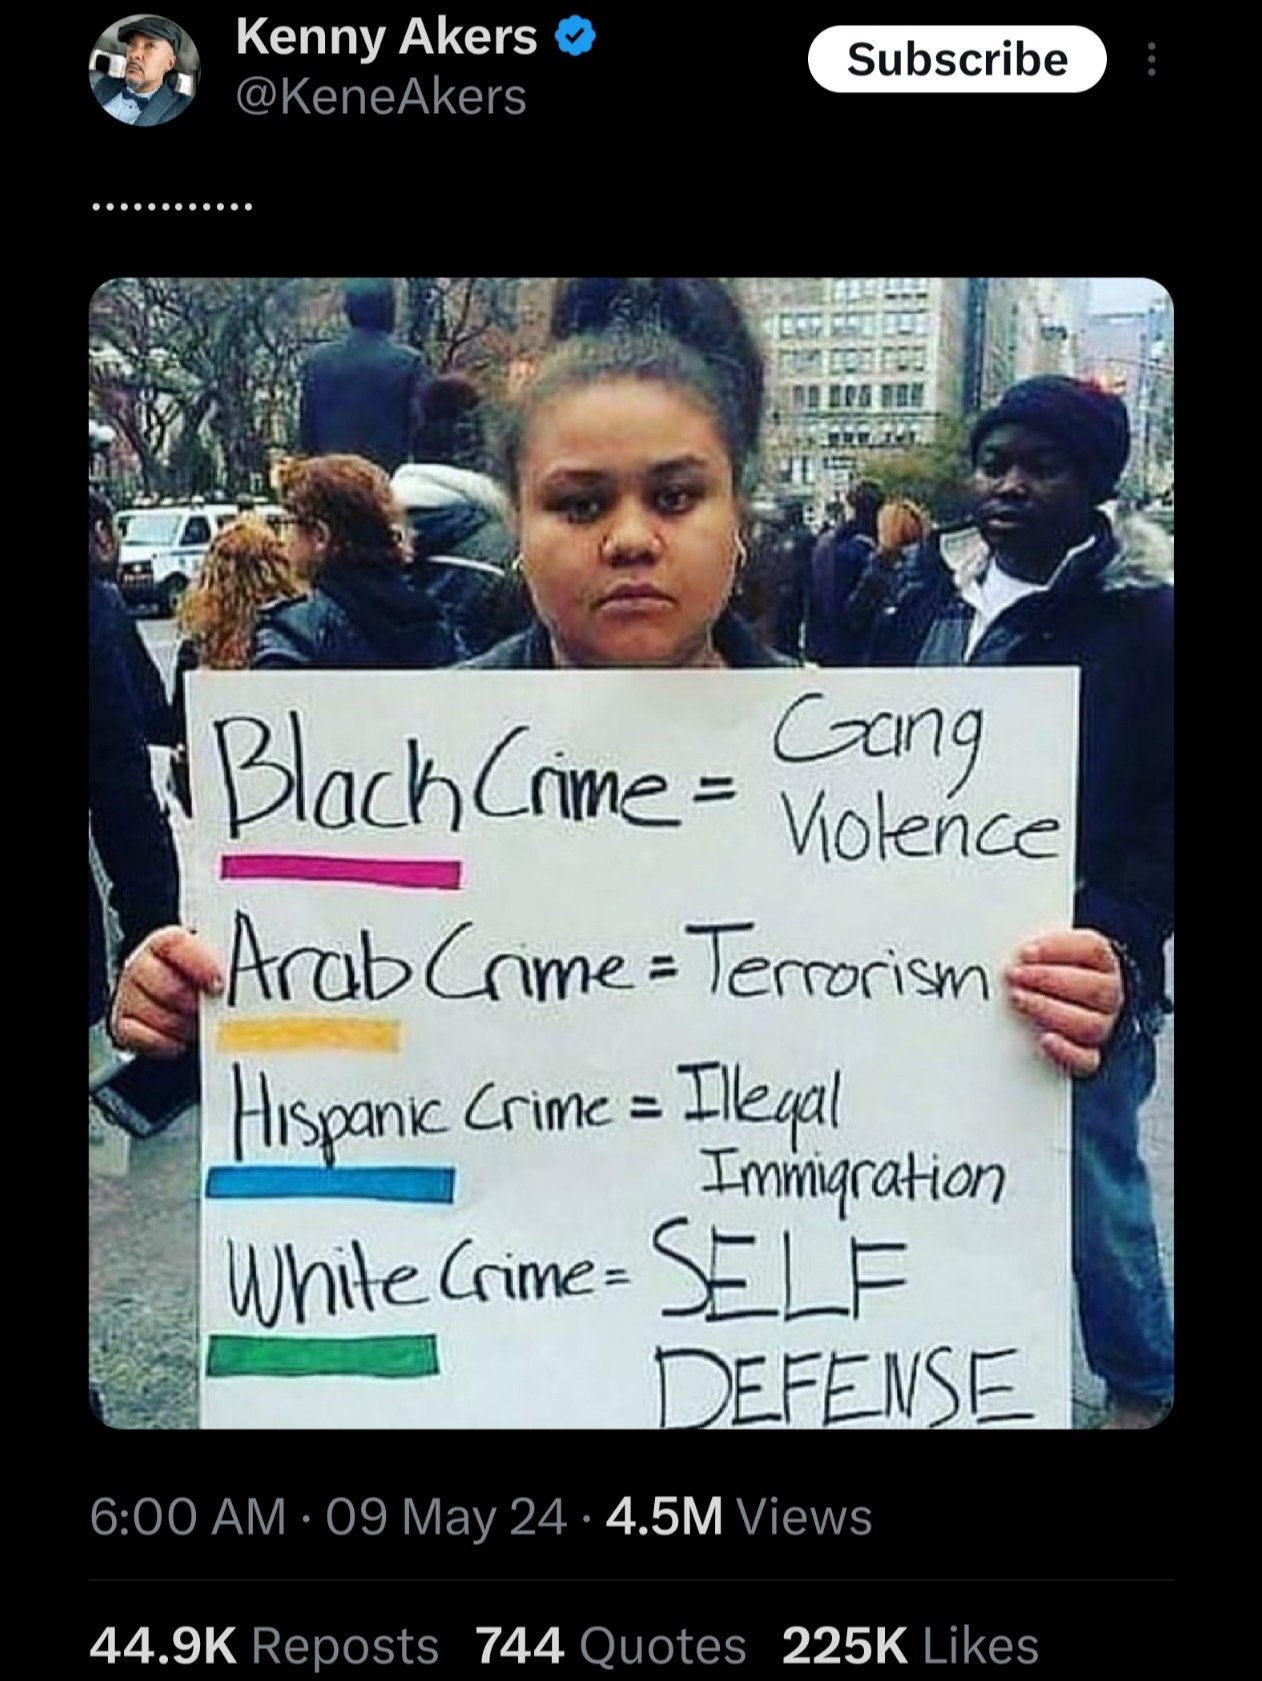 Kenny Akers
Subscribe
@KeneAkers
............
Black Crime = Gang
Violence
Arab Crime = Terrorism
Hispanic Crime = Illegal
Immigration
White Crime = SELF
DEFENSE
6:00 AM · 09 May 24 · 4.5M Views
44.9K Reposts 744 Quotes 225K Likes